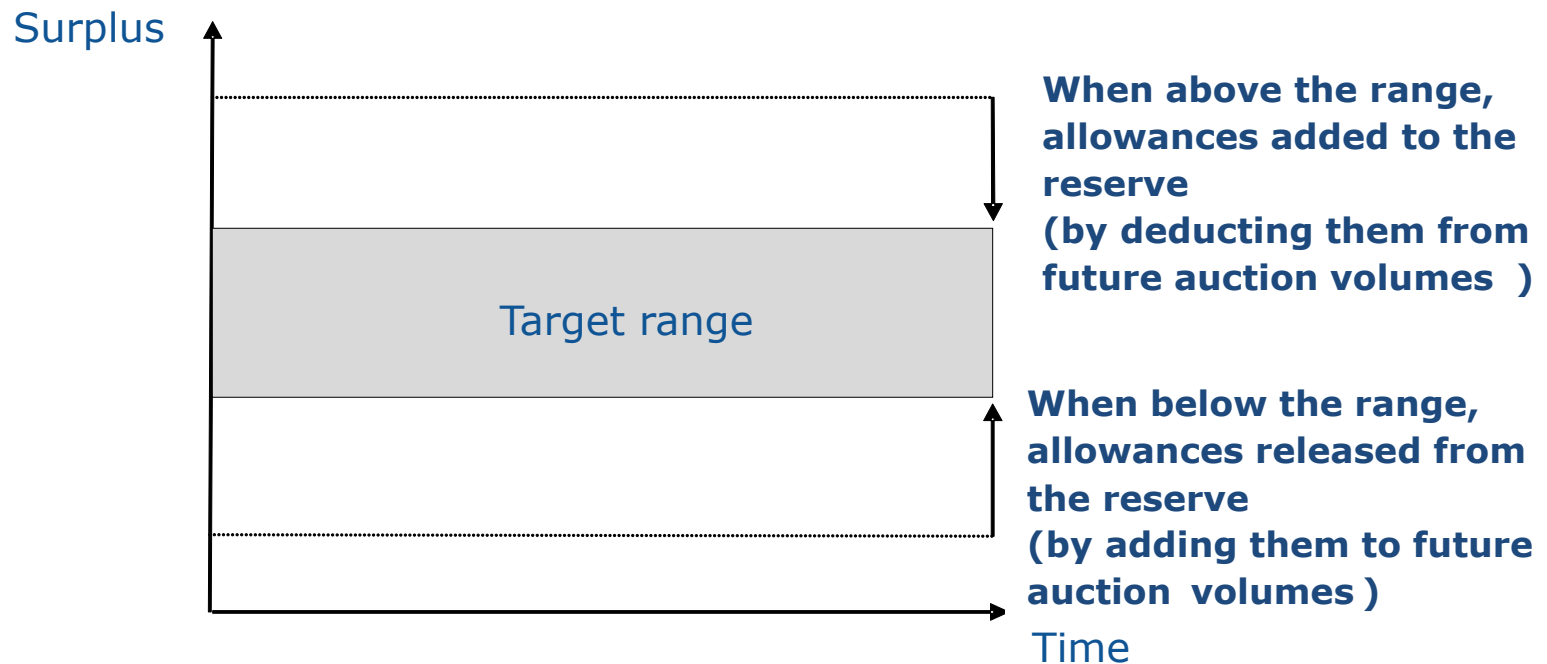 Surplus
When above the range,
allowances added to the
reserve
(by deducting them from
future auction volumes )
Target range
When below the range,
allowances released from
the reserve
(by adding them to future
auction volumes )
Time